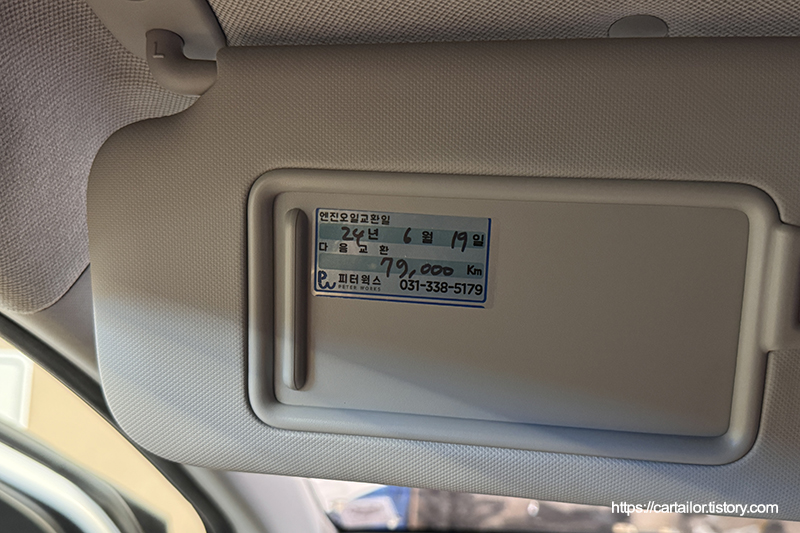 L
엔진오일교환일
24년 6월 19일
다음교환
79,000 Km
피터웍스 031-338-5179
PETER WORKS
https://cartailor.tistory.com